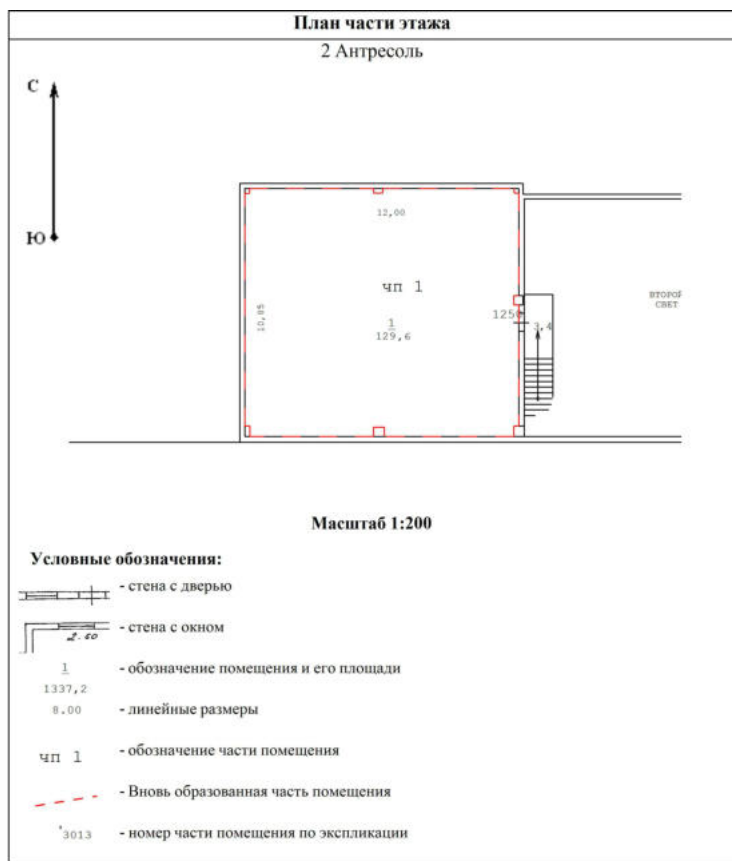 План части этажа
2 Антресоль
С
Ю
12,00
чп 1
10,85
1
129,6
1250
3,4
ВТОРОЙ
СВЕТ
Масштаб 1:200
Условные обозначения:
- стена с дверью
- стена с окном
2.60
1
1337,2
- обозначение помещения и его площади
8.00
- линейные размеры
чп 1
- обозначение части помещения
- Вновь образованная часть помещения
3013
- номер части помещения по экспликации